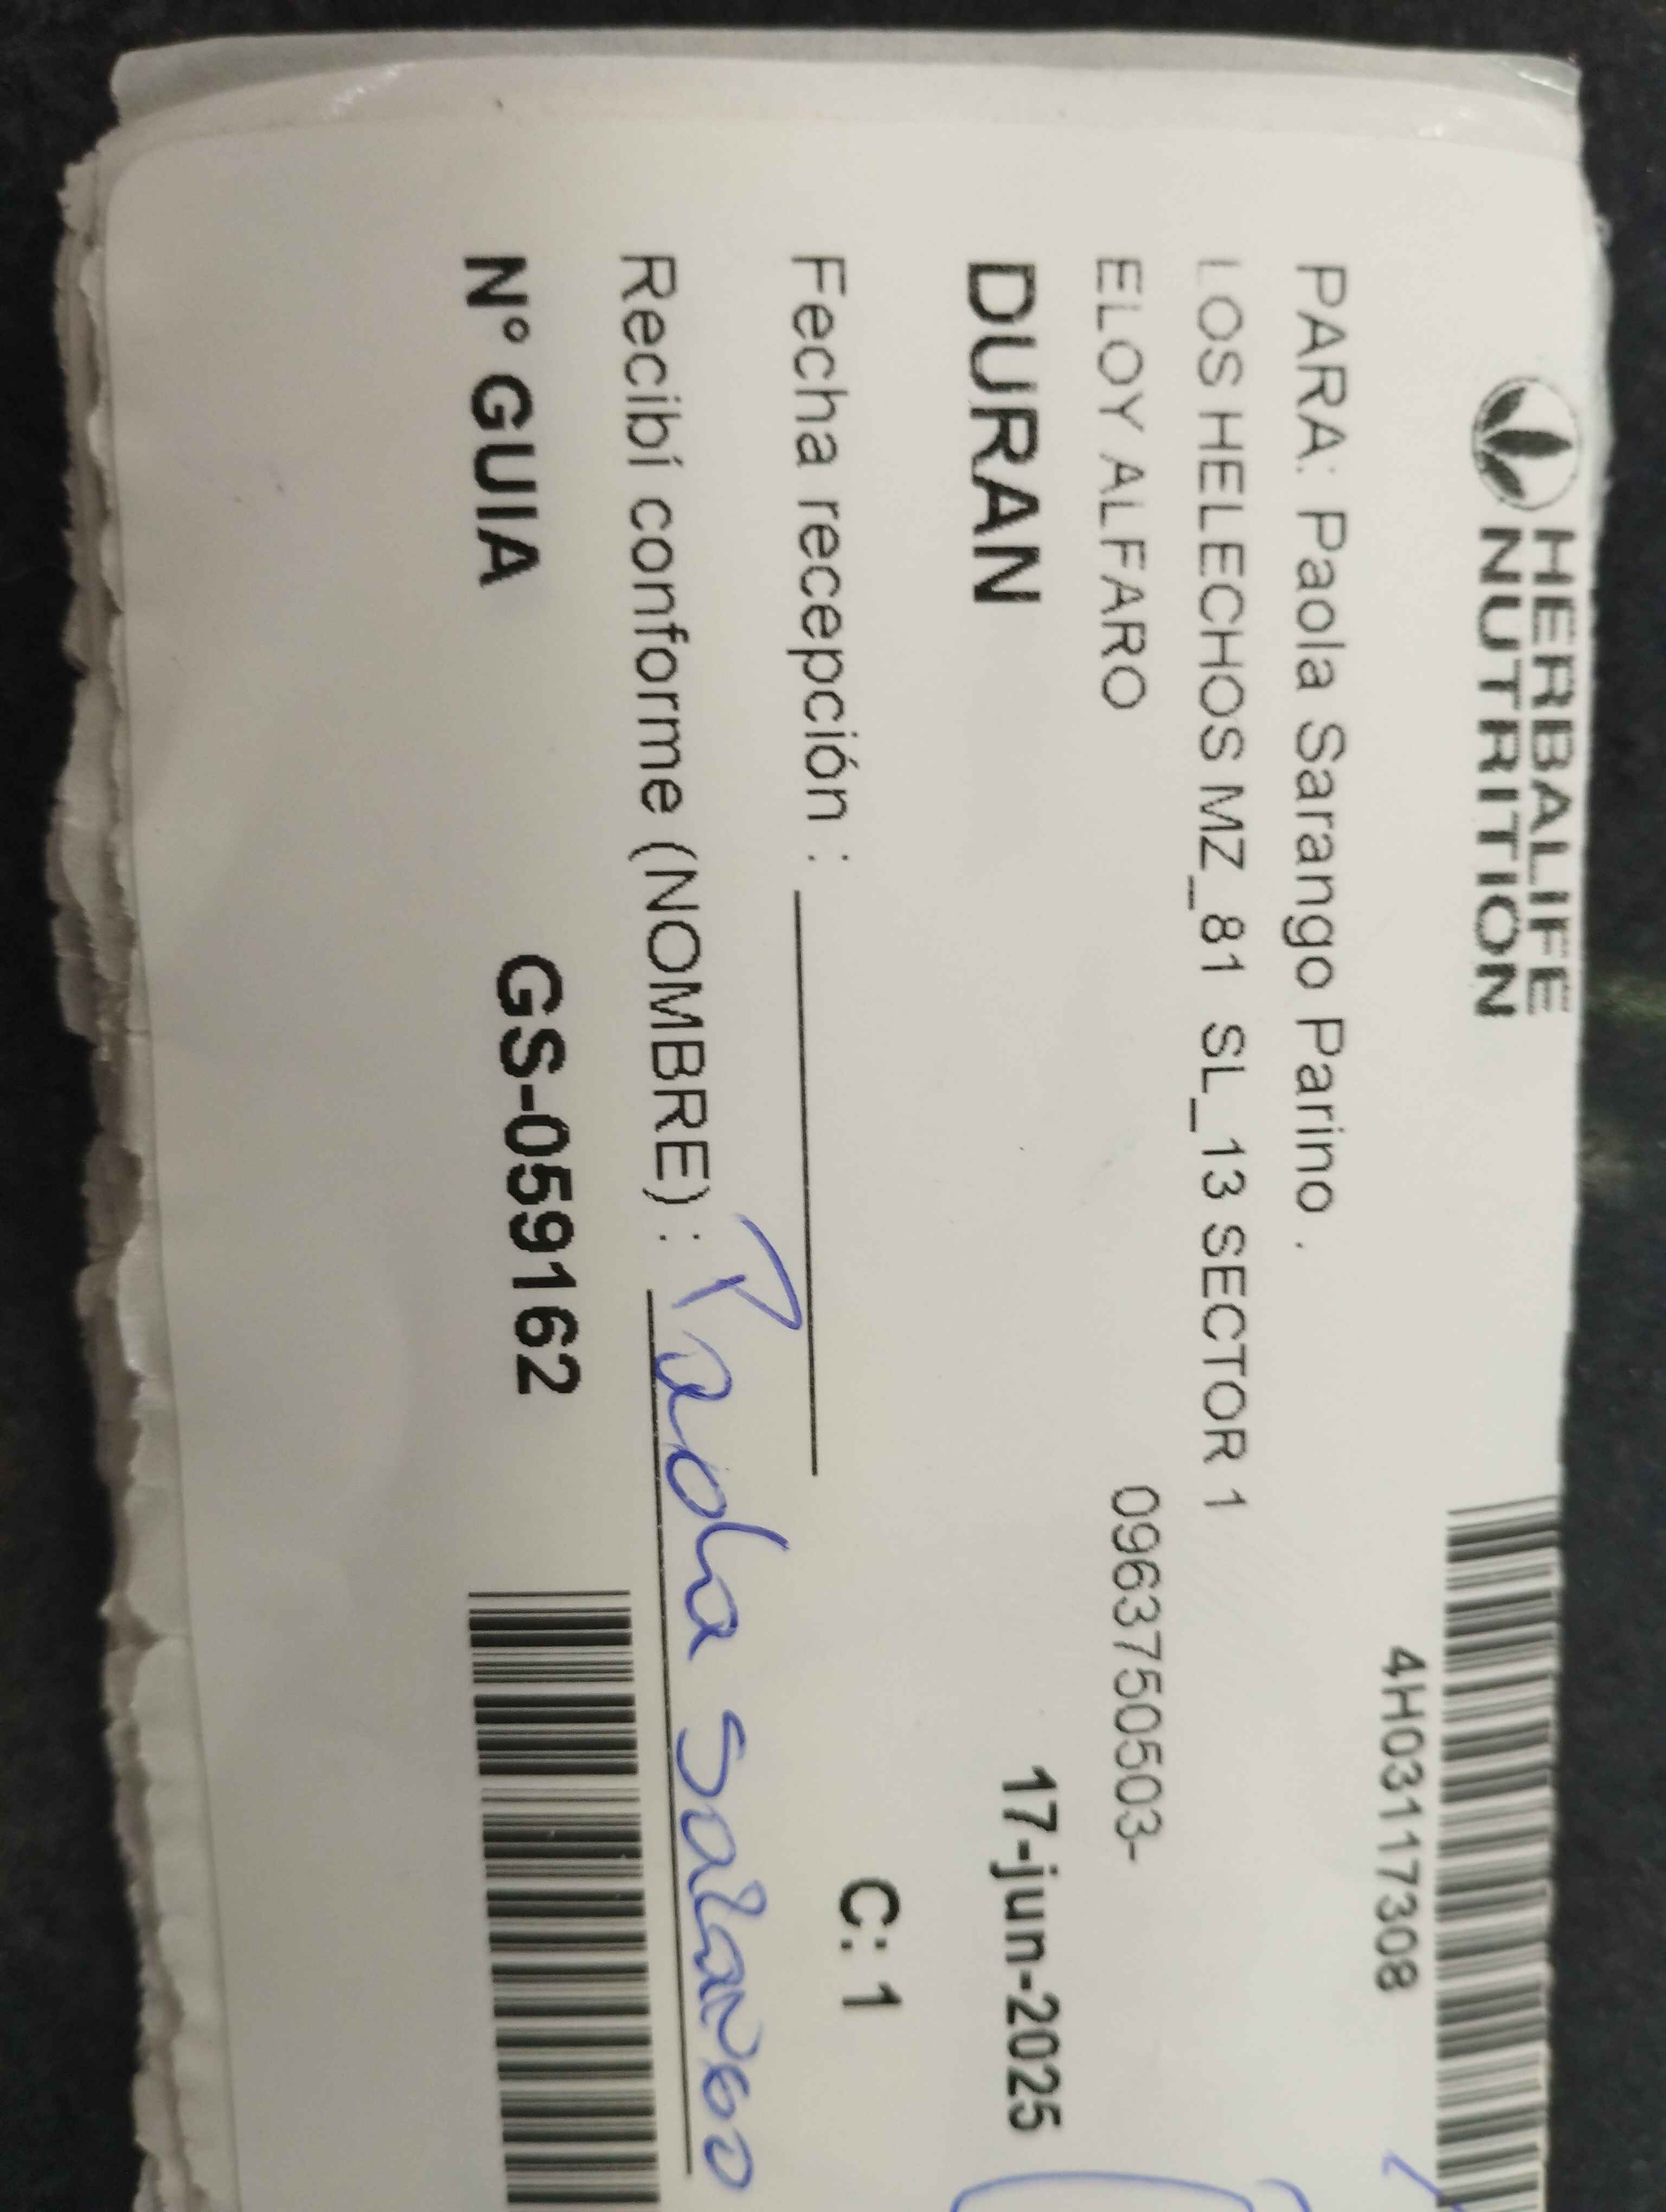 HERBALIFE
NUTRITION
4H03117308
PARA: Paola Sarango Parino .
LOS HELECHOS MZ_81 SL_13 SECTOR 1
ELOY ALFARO 0963750503-
DURAN 17-jun-2025
Fecha recepción : C: 1
Recibí conforme (NOMBRE) : Paola Sarango
N° GUIA GS-059162